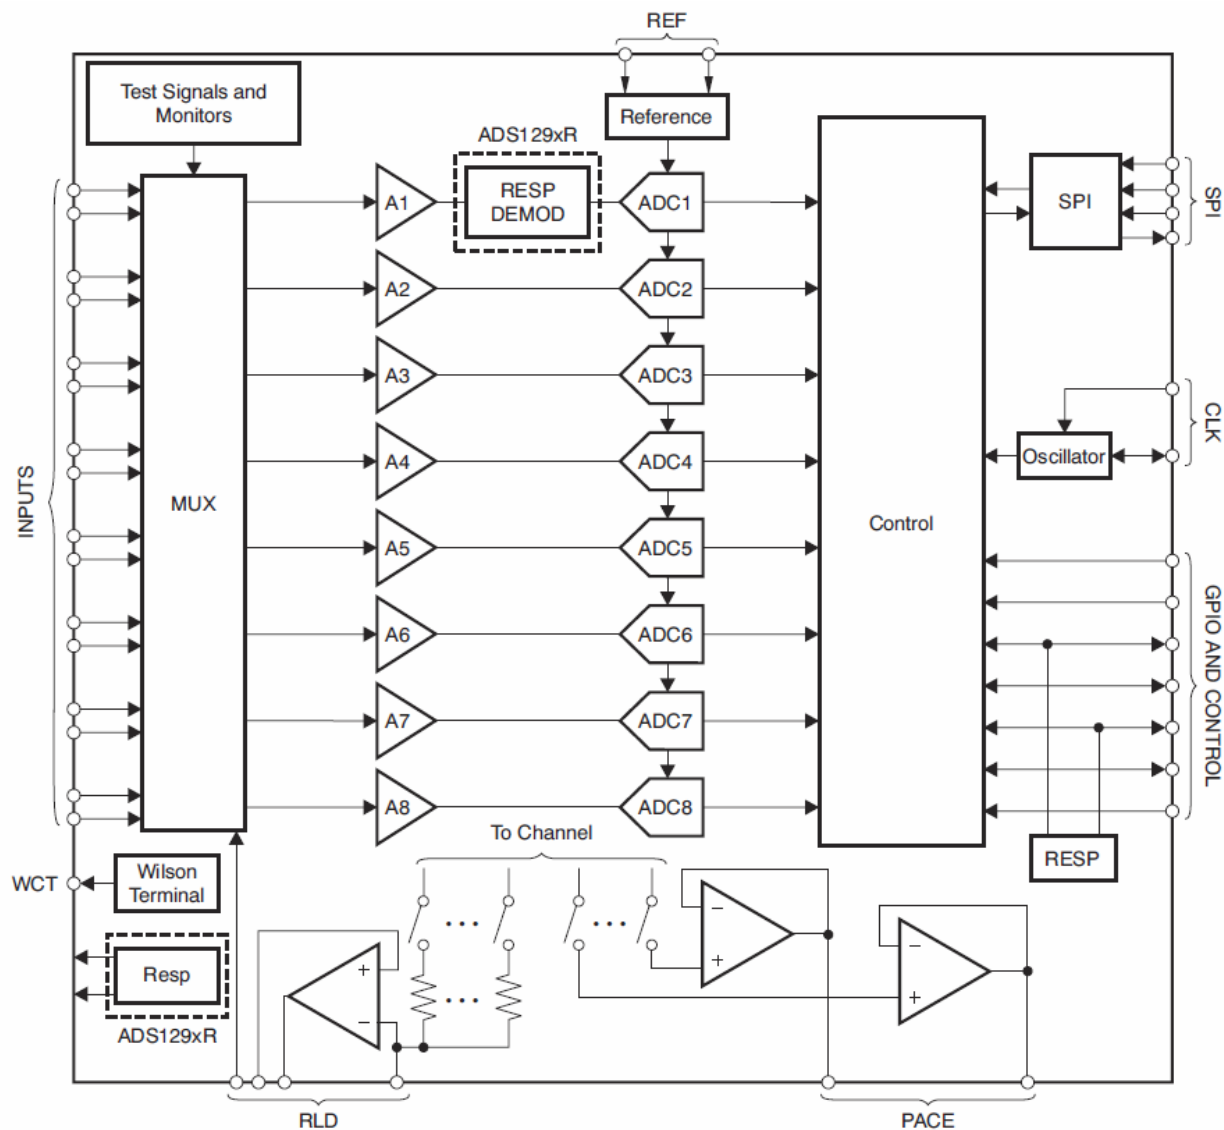 REF
Test Signals and
Monitors
Reference
ADS129xR
RESP
DEMOD
A1
ADC1
SPI
SPI
A2
ADC2
A3
ADC3
CLK
A4
ADC4
Oscillator
INPUTS
MUX
Control
A5
ADC5
GPIO AND CONTROL
A6
ADC6
A7
ADC7
A8
ADC8
To Channel
RESP
WCT
Wilson
Terminal
− 
+
−
+
+
−
Resp
ADS129xR
RLD
PACE